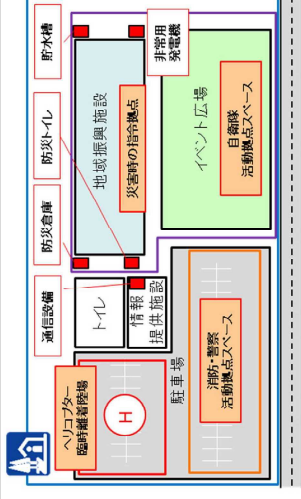 貯水槽
防災トイレ
防災倉庫
通信設備
非常用
発電機
地域振興施設
災害時の指令拠点
イベント広場
自衛隊
活動拠点スペース
トイレ
情報
提供施設
駐車場
ヘリコプター
臨時離着陸場
H
消防・警察
活動拠点スペース